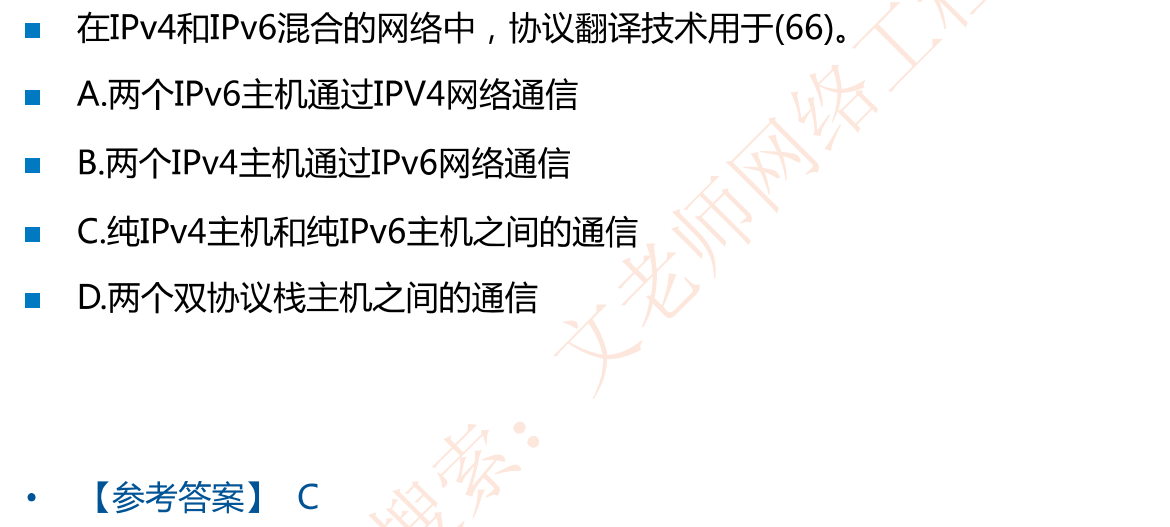 在IPv4和IPv6混合的网络中，协议翻译技术用于(66)。
A.两个IPv6主机通过IPV4网络通信
B.两个IPv4主机通过IPv6网络通信
C.纯IPv4主机和纯IPv6主机之间的通信
D.两个双协议栈主机之间的通信
搜索：文老师网络工程
【参考答案】 C